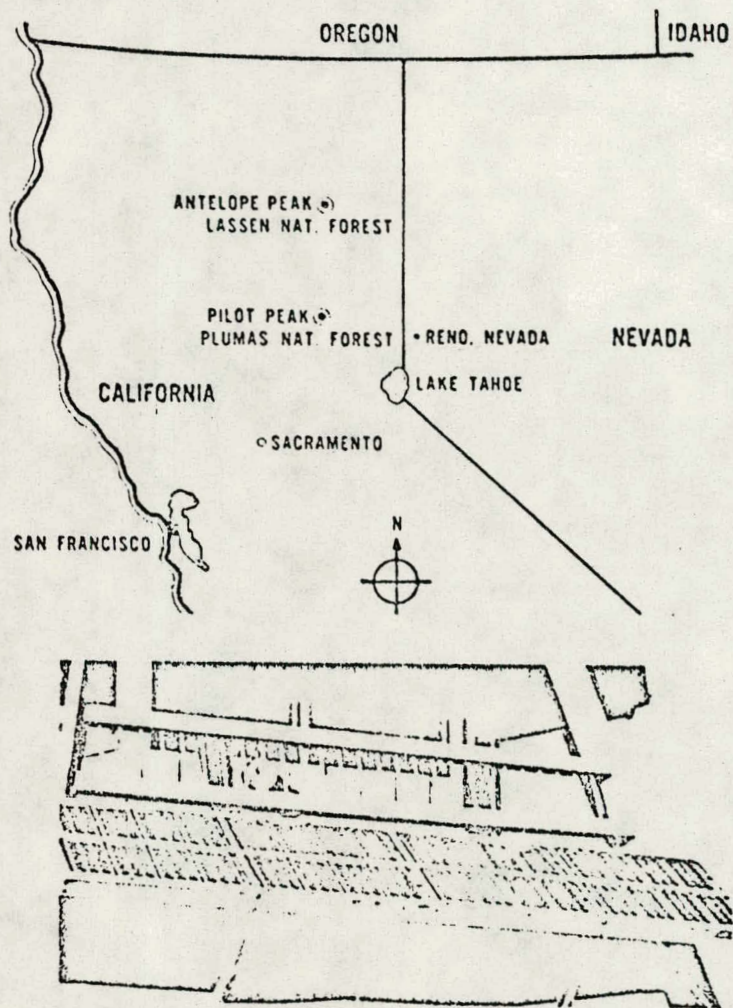 OREGON
IDAHO
ANTELOPE PEAK
LASSEN NAT. FOREST
PILOT PEAK
PLUMAS NAT. FOREST
RENO, NEVADA
NEVADA
LAKE TAHOE
CALIFORNIA
SACRAMENTO
SAN FRANCISCO
N